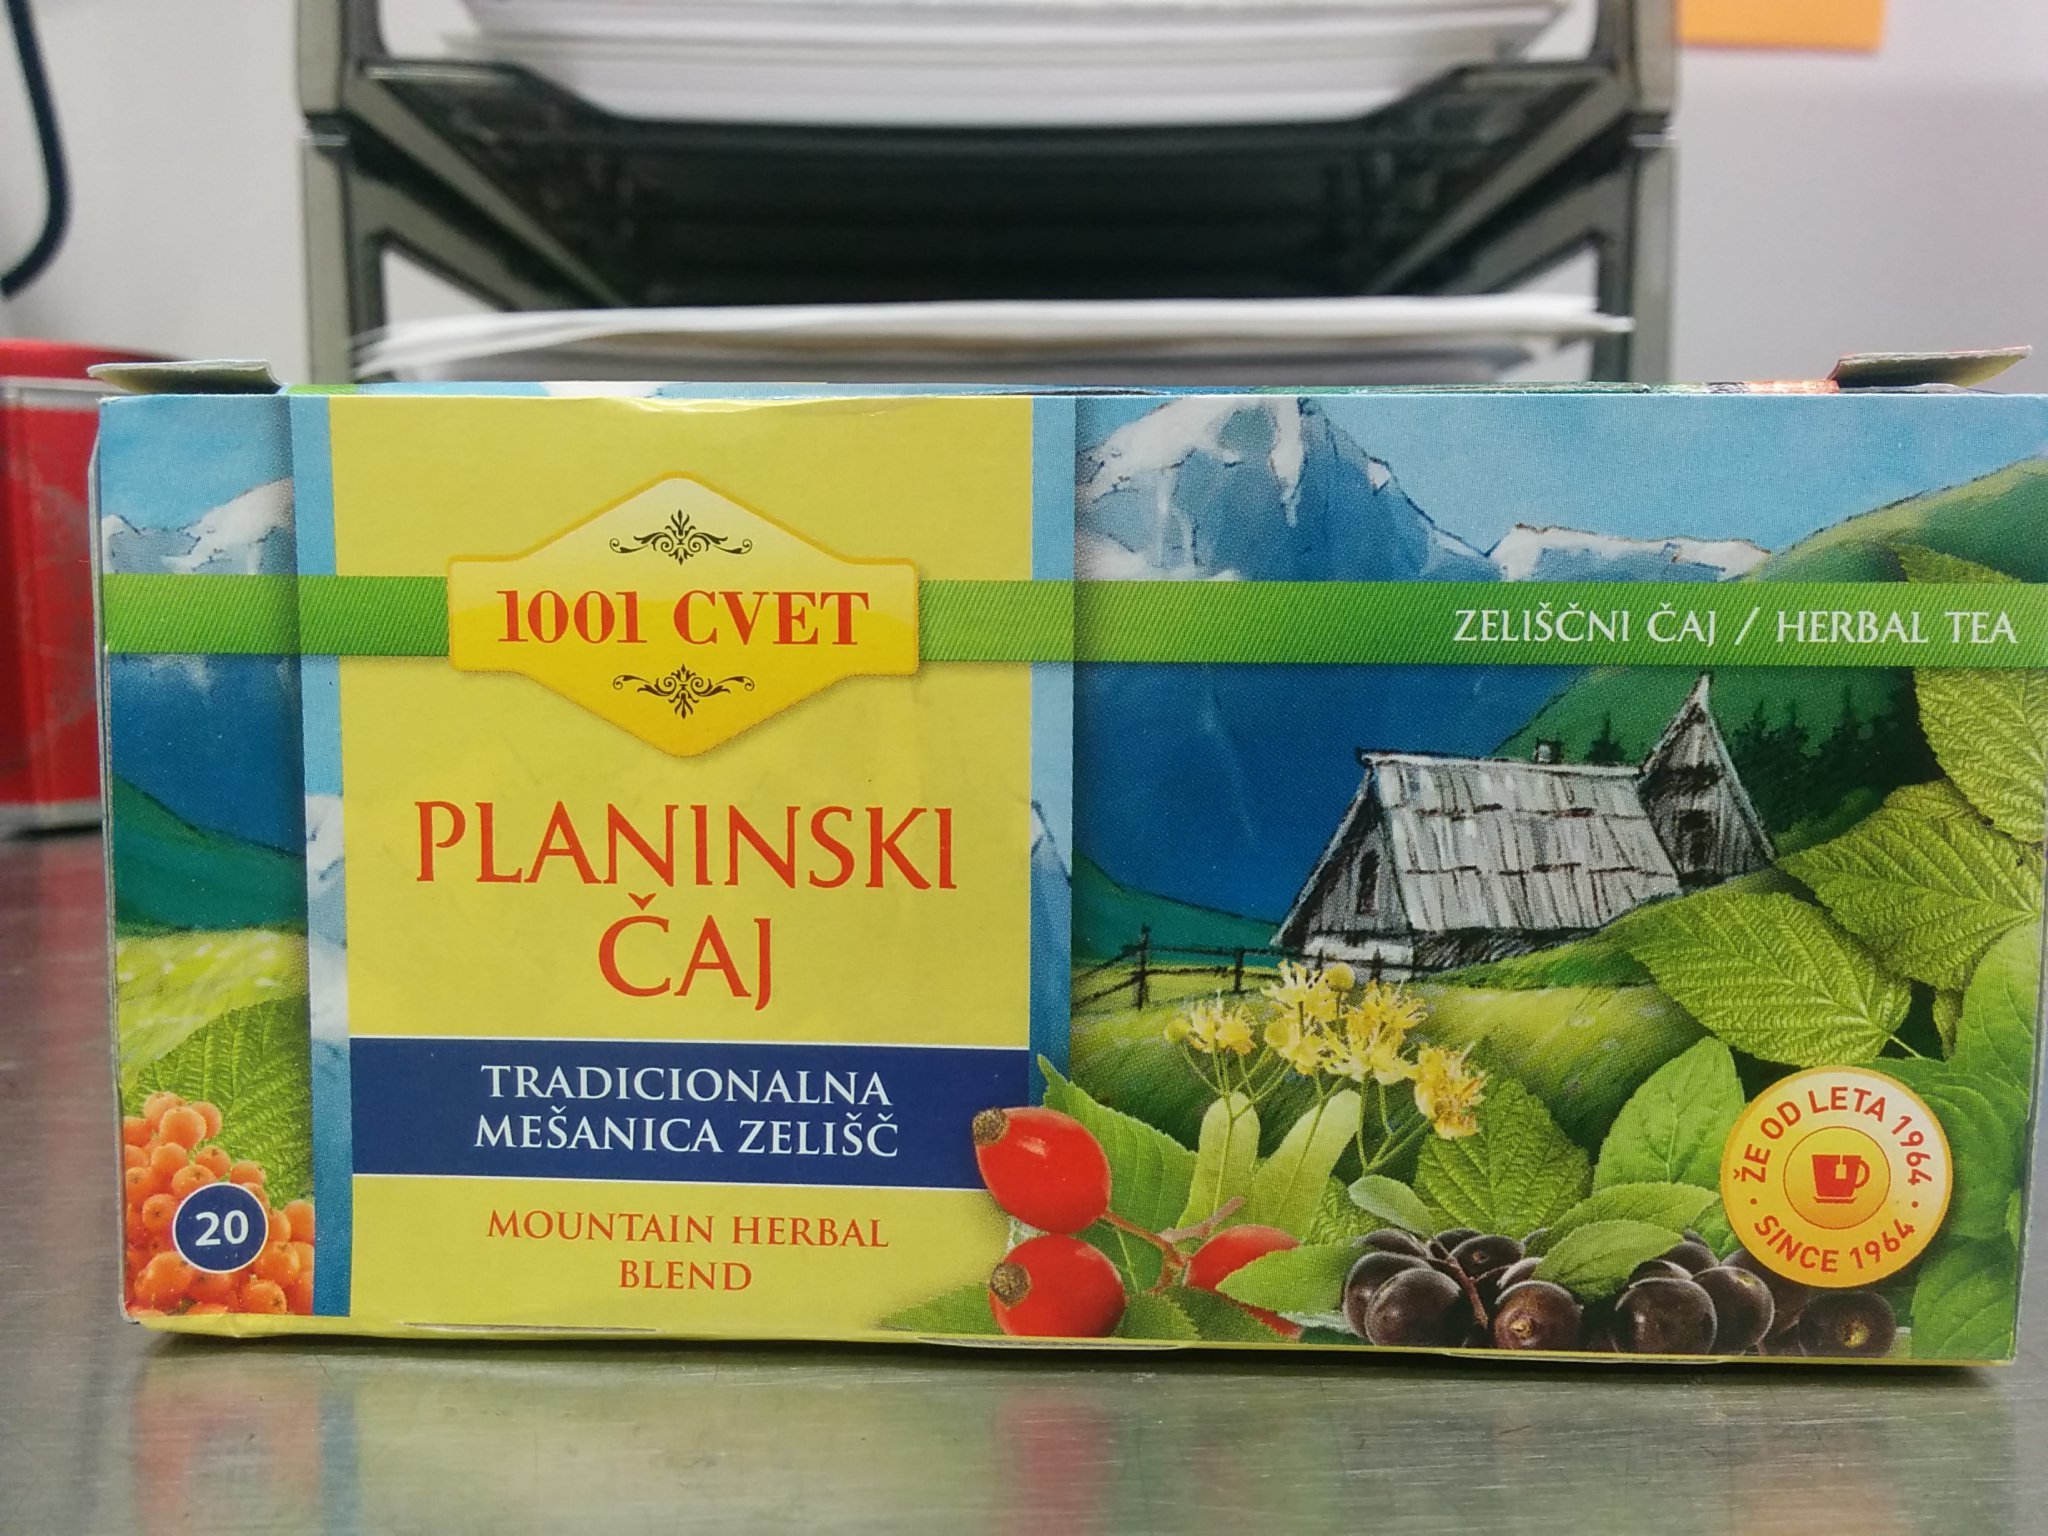 1001 CVET
ZELIŠČNI ČAJ / HERBAL TEA
PLANINSKI
ČAJ
TRADICIONALNA
MEŠANICA ZELIŠČ
MOUNTAIN HERBAL
BLEND
20
ŽE OD LETA 1964
SINCE 1964